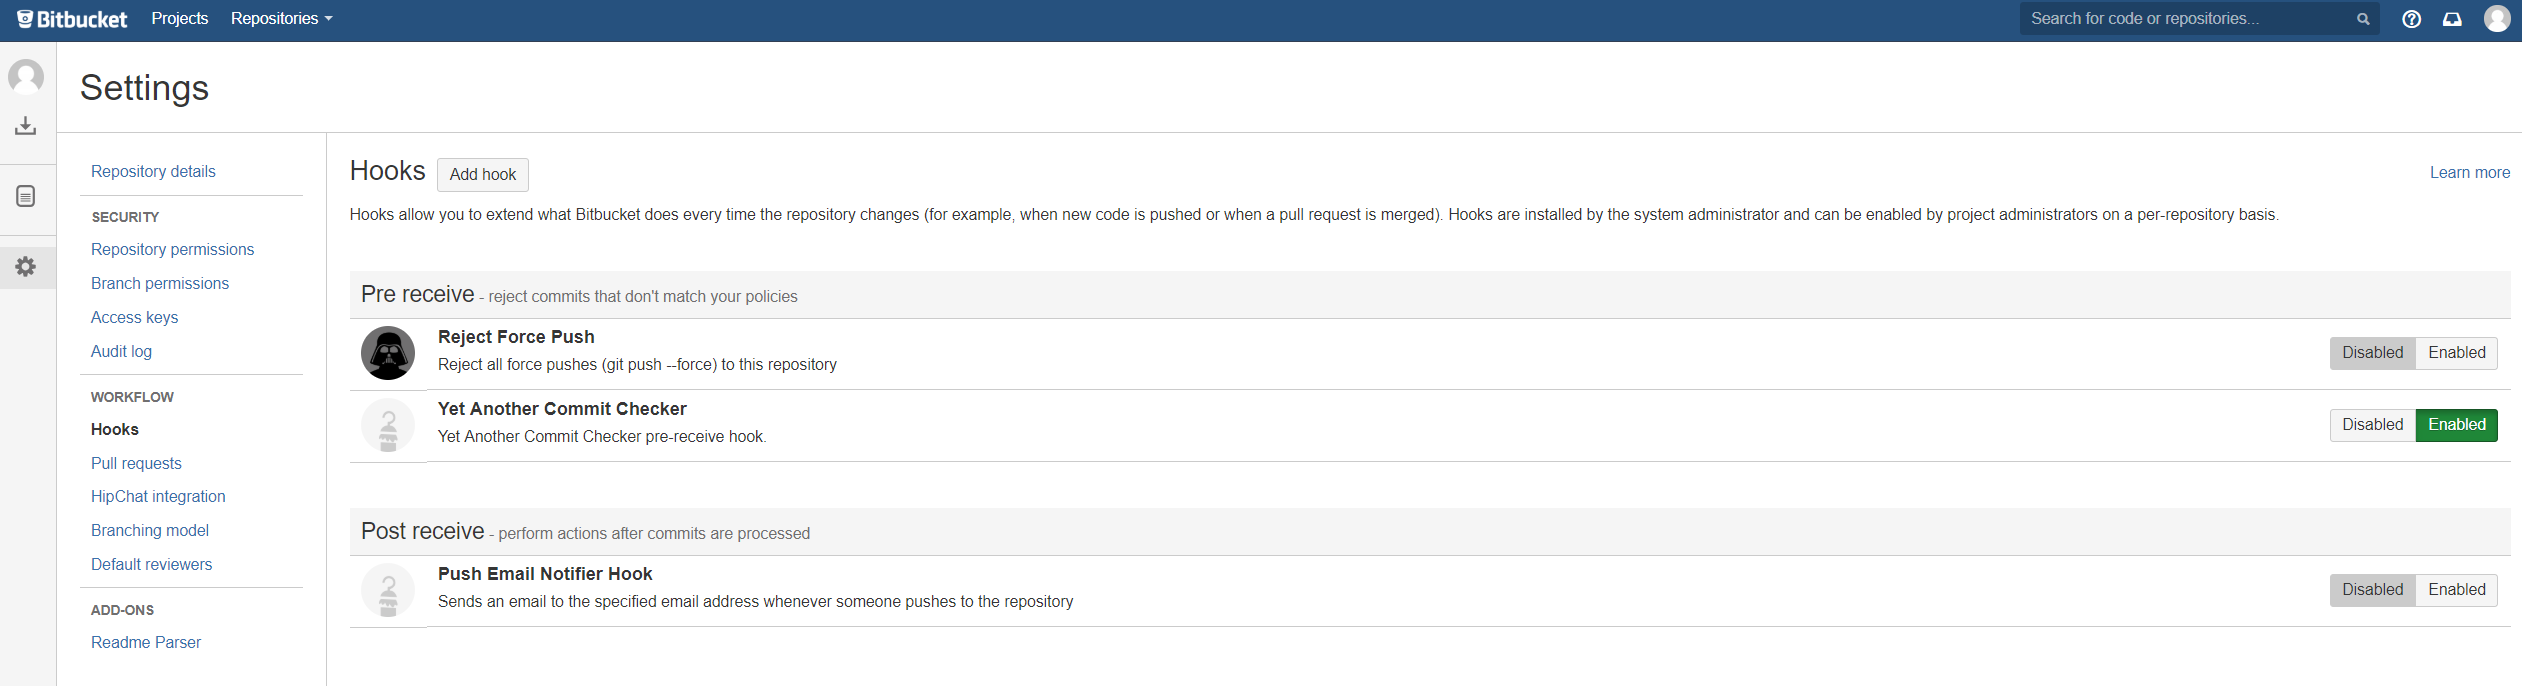 Bitbucket Projects Repositories Search for code or repositories...
Settings
Repository details
SECURITY
Repository permissions
Branch permissions
Access keys
Audit log
WORKFLOW
Hooks
Pull requests
HipChat integration
Branching model
Default reviewers
ADD-ONS
Readme Parser
Hooks Add hook Learn more
Hooks allow you to extend what Bitbucket does every time the repository changes (for example, when new code is pushed or when a pull request is merged). Hooks are installed by the system administrator and can be enabled by project administrators on a per-repository basis.
Pre receive - reject commits that don't match your policies
Reject Force Push
Reject all force pushes (git push --force) to this repository
Disabled Enabled
Yet Another Commit Checker
Yet Another Commit Checker pre-receive hook.
Disabled Enabled
Post receive - perform actions after commits are processed
Push Email Notifier Hook
Sends an email to the specified email address whenever someone pushes to the repository
Disabled Enabled